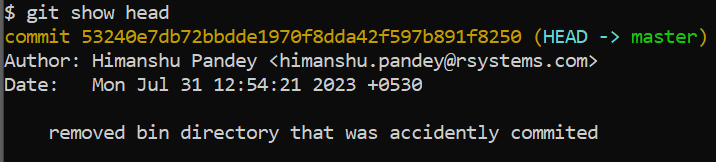 $ git show head
commit 53240e7db72bbdde1970f8dda42f597b891f8250 (HEAD -> master)
Author: Himanshu Pandey <himanshu.pandey@rsystems.com>
Date:   Mon Jul 31 12:54:21 2023 +0530
removed bin directory that was accidently commited